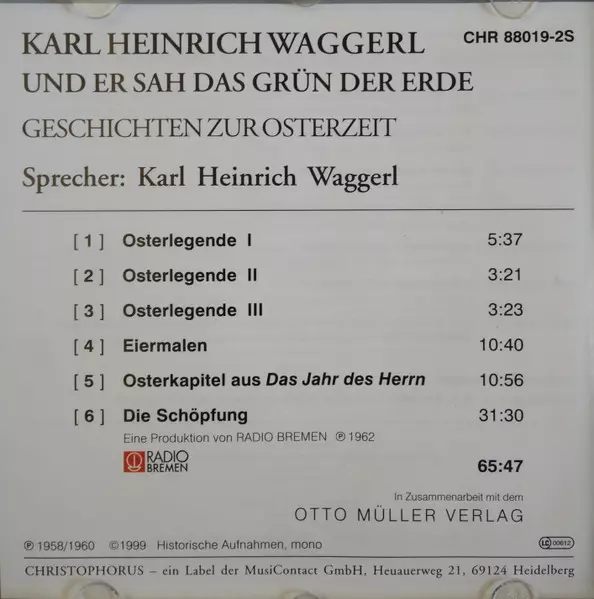 KARL HEINRICH WAGGERL CHR 88019-2S
UND ER SAH DAS GRÜN DER ERDE
GESCHICHTEN ZUR OSTERZEIT
Sprecher: Karl Heinrich Waggerl
[1] Osterlegende I 5:37
[2] Osterlegende II 3:21
[3] Osterlegende III 3:23
[4] Eiermalen 10:40
[5] Osterkapitel aus Das Jahr des Herrn 10:56
[6] Die Schöpfung 31:30
Eine Produktion von RADIO BREMEN ℗ 1962
RADIO
BREMEN
65:47
In Zusammenarbeit mit dem
OTTO MÜLLER VERLAG
℗ 1958/1960 ©1999 Historische Aufnahmen, mono LC 00612
CHRISTOPHORUS – ein Label der MusiContact GmbH, Heuauerweg 21, 69124 Heidelberg